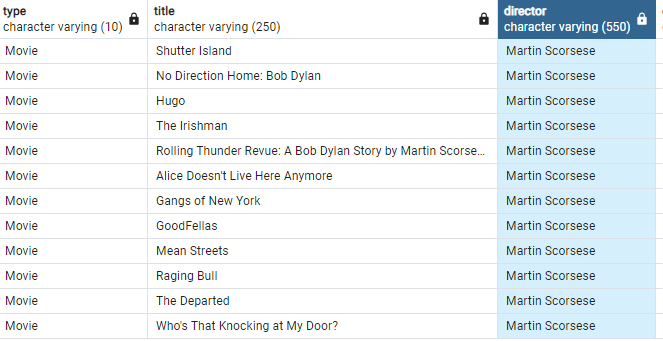 type title director
character varying (10) character varying (250) character varying (550)
Movie Shutter Island Martin Scorsese
Movie No Direction Home: Bob Dylan Martin Scorsese
Movie Hugo Martin Scorsese
Movie The Irishman Martin Scorsese
Movie Rolling Thunder Revue: A Bob Dylan Story by Martin Scorse... Martin Scorsese
Movie Alice Doesn't Live Here Anymore Martin Scorsese
Movie Gangs of New York Martin Scorsese
Movie GoodFellas Martin Scorsese
Movie Mean Streets Martin Scorsese
Movie Raging Bull Martin Scorsese
Movie The Departed Martin Scorsese
Movie Who's That Knocking at My Door? Martin Scorsese